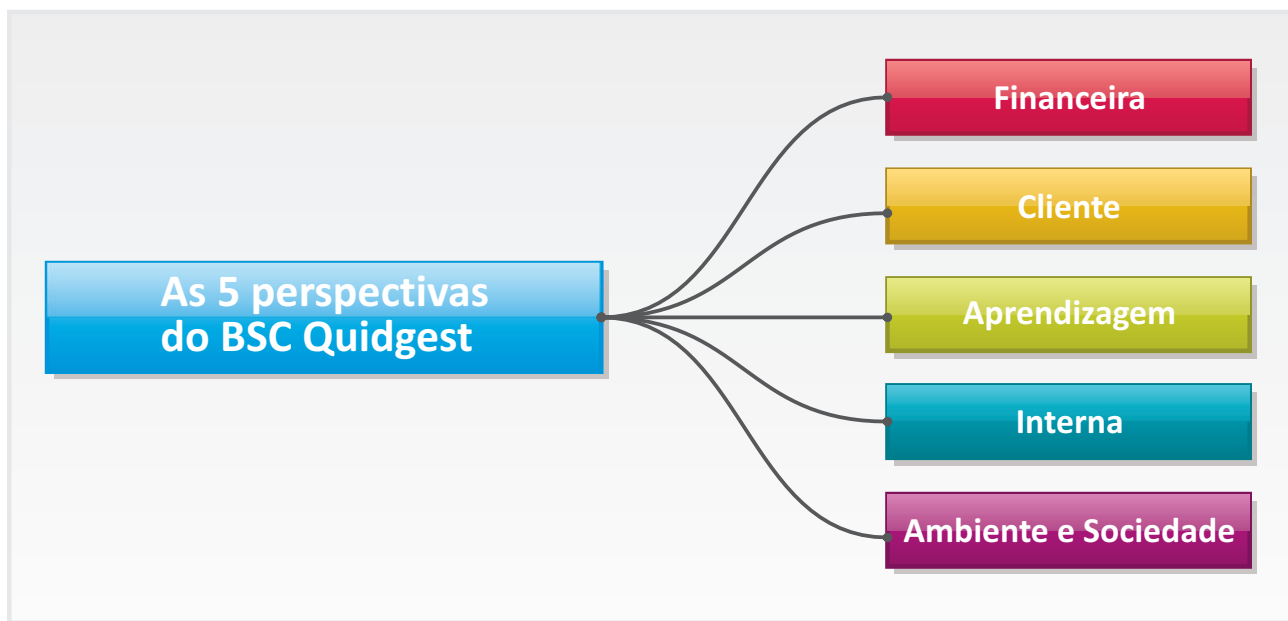 As 5 perspectivas
do BSC Quidgest
Financeira
Cliente
Aprendizagem
Interna
Ambiente e Sociedade